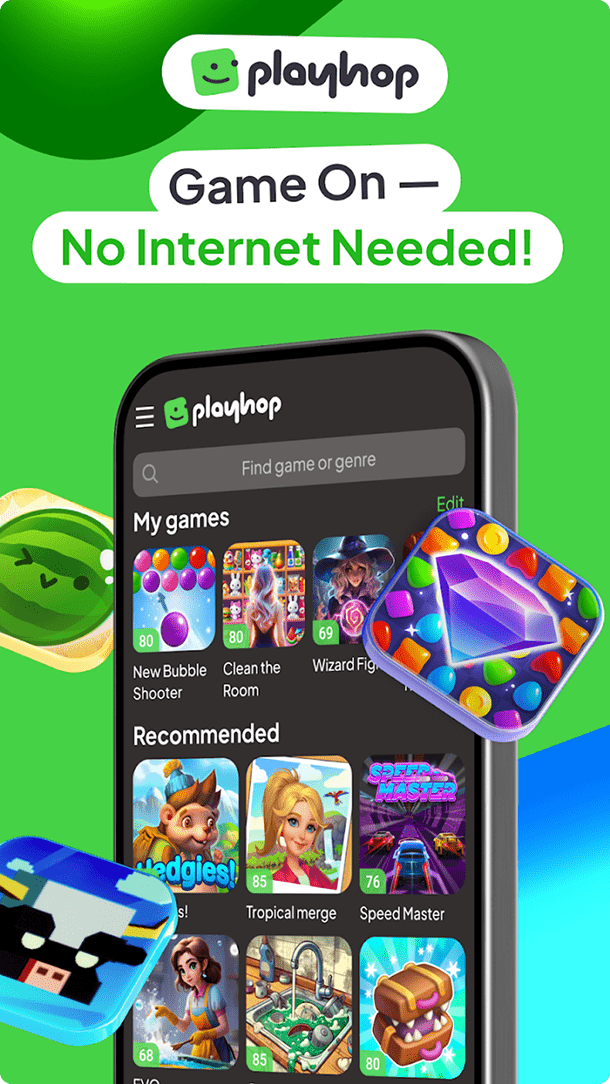 playhop
Game On —
No Internet Needed!
playhop
Find game or genre
My games
Edit
80
80
69
New Bubble
Shooter
Clean the
Room
Wizard Fig
Recommended
Hedgies!
85
SPEED
MASTER
76
s!
Tropical merge
Speed Master
68
85
80
EVO